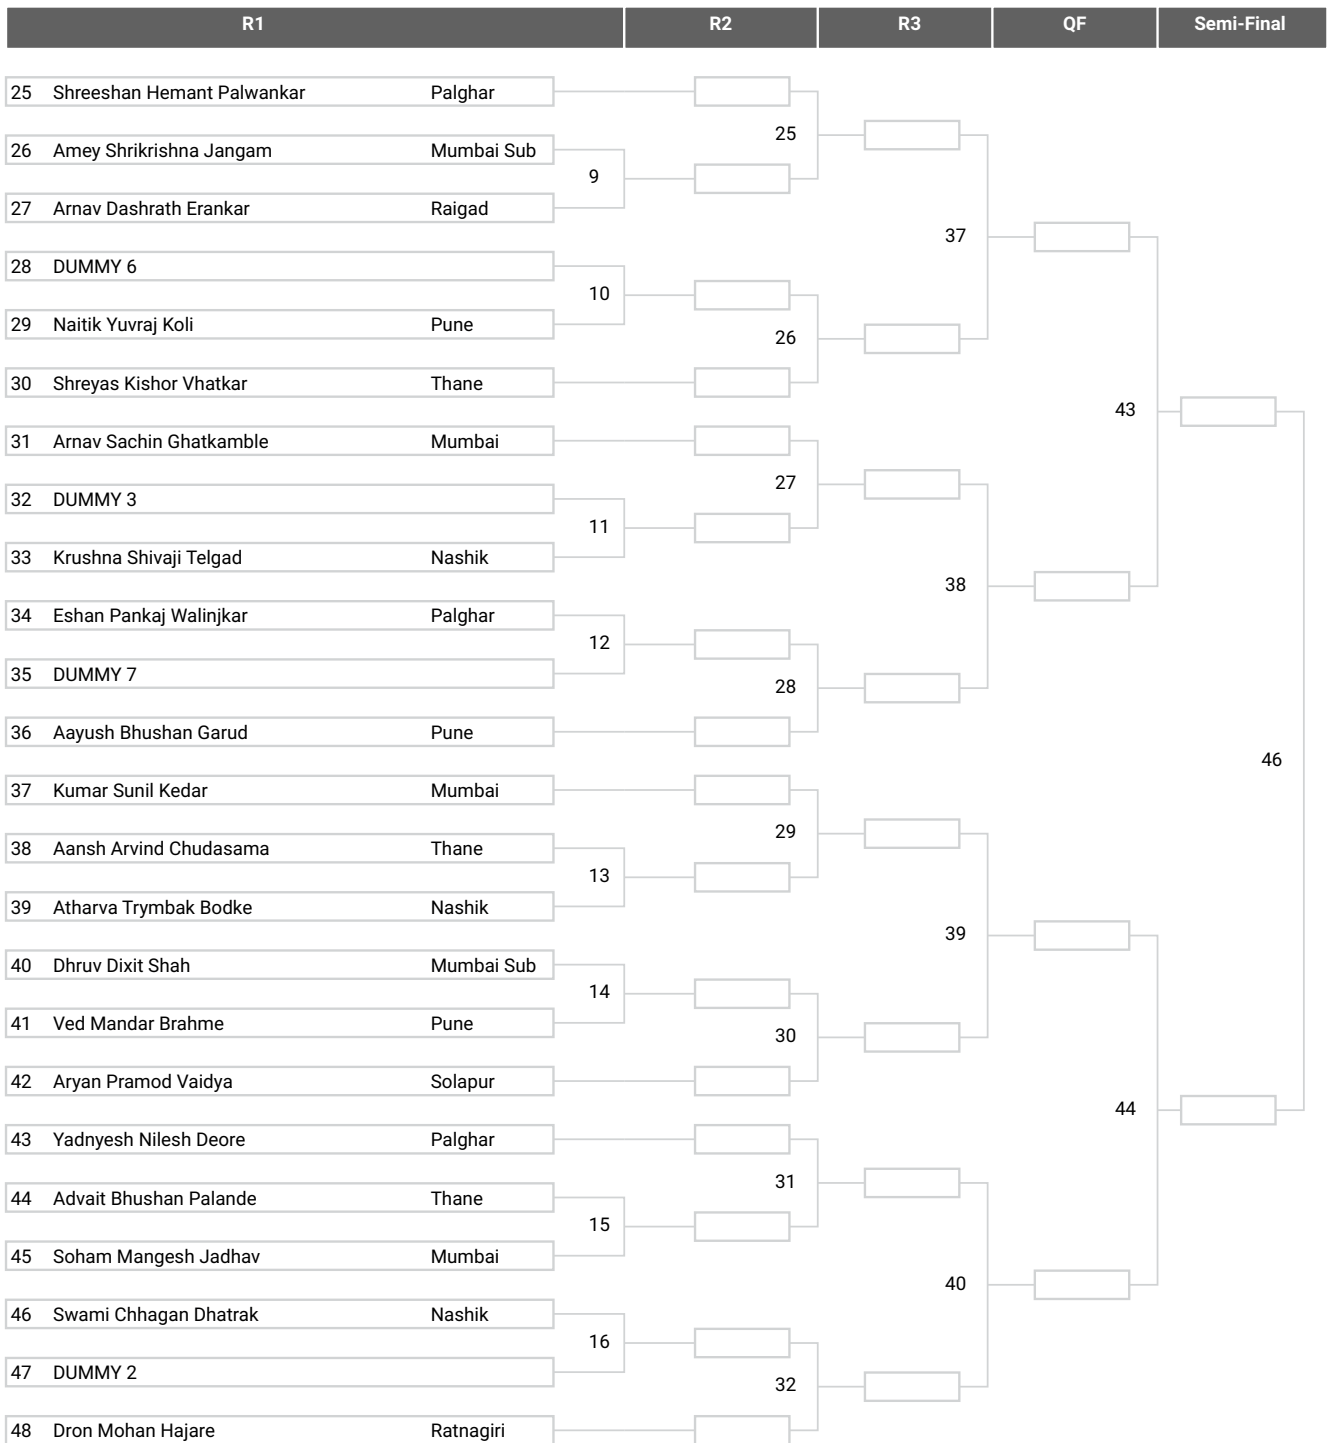 R1 R2 R3 QF Semi-Final
25 Shreeshan Hemant Palwankar Palghar
25
26 Amey Shrikrishna Jangam Mumbai Sub
9
27 Arnav Dashrath Erankar Raigad
37
28 DUMMY 6
10
29 Naitik Yuvraj Koli Pune
26
30 Shreyas Kishor Vhatkar Thane
43
31 Arnav Sachin Ghatkamble Mumbai
27
32 DUMMY 3
11
33 Krushna Shivaji Telgad Nashik
38
34 Eshan Pankaj Walinjkar Palghar
12
35 DUMMY 7
28
36 Aayush Bhushan Garud Pune
46
37 Kumar Sunil Kedar Mumbai
29
38 Aansh Arvind Chudasama Thane
13
39 Atharva Trymbak Bodke Nashik
39
40 Dhruv Dixit Shah Mumbai Sub
14
41 Ved Mandar Brahme Pune
30
42 Aryan Pramod Vaidya Solapur
44
43 Yadnyesh Nilesh Deore Palghar
31
44 Advait Bhushan Palande Thane
15
45 Soham Mangesh Jadhav Mumbai
40
46 Swami Chhagan Dhatrak Nashik
16
47 DUMMY 2
32
48 Dron Mohan Hajare Ratnagiri